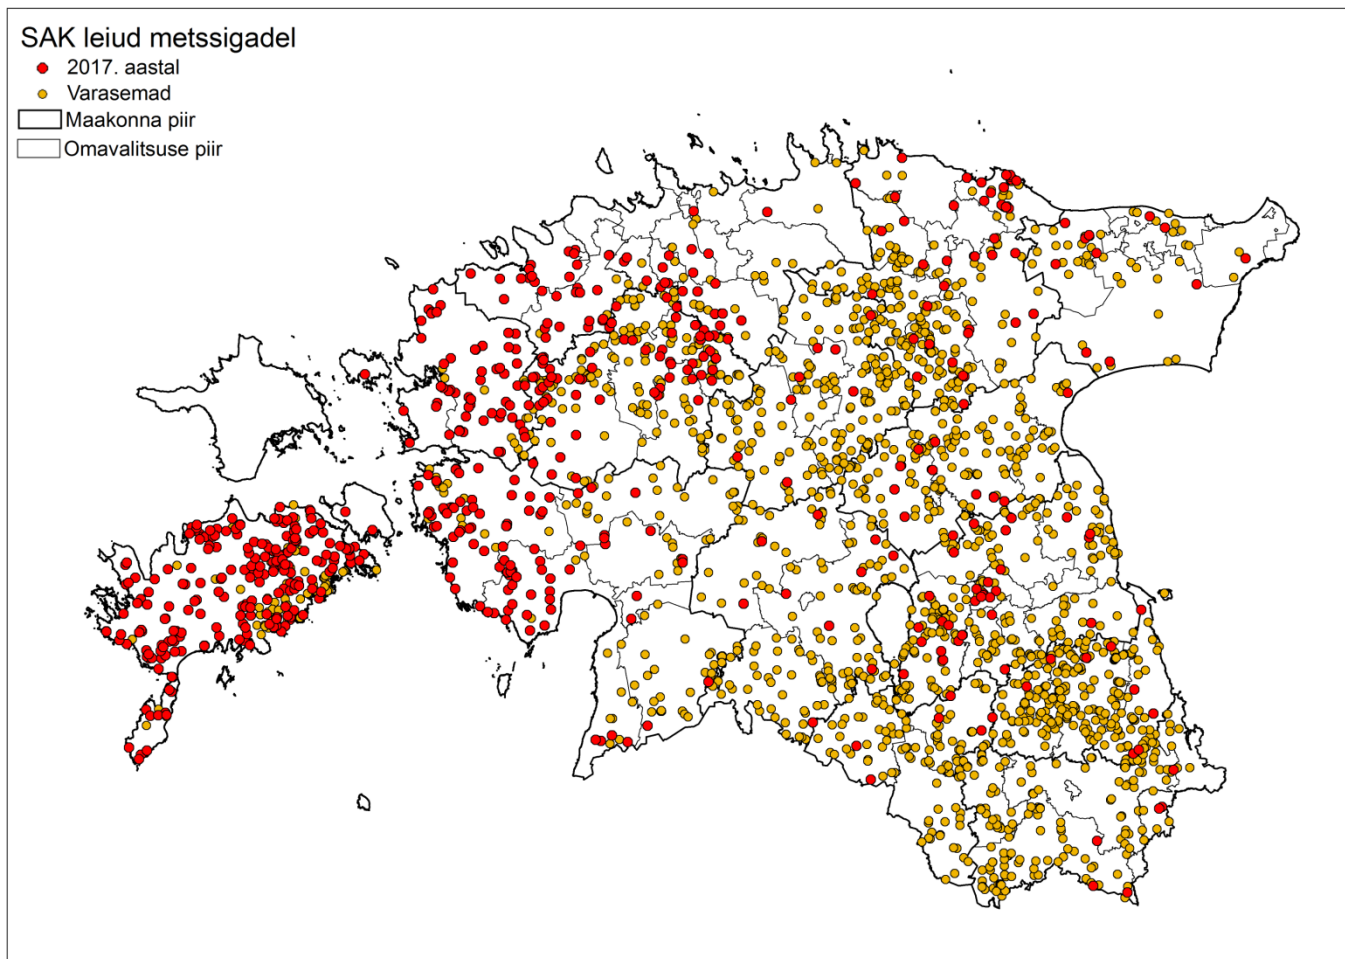 SAK leiud metssigadel
2017. aastal
Varasemad
Maakonna piir
Omavalitsuse piir